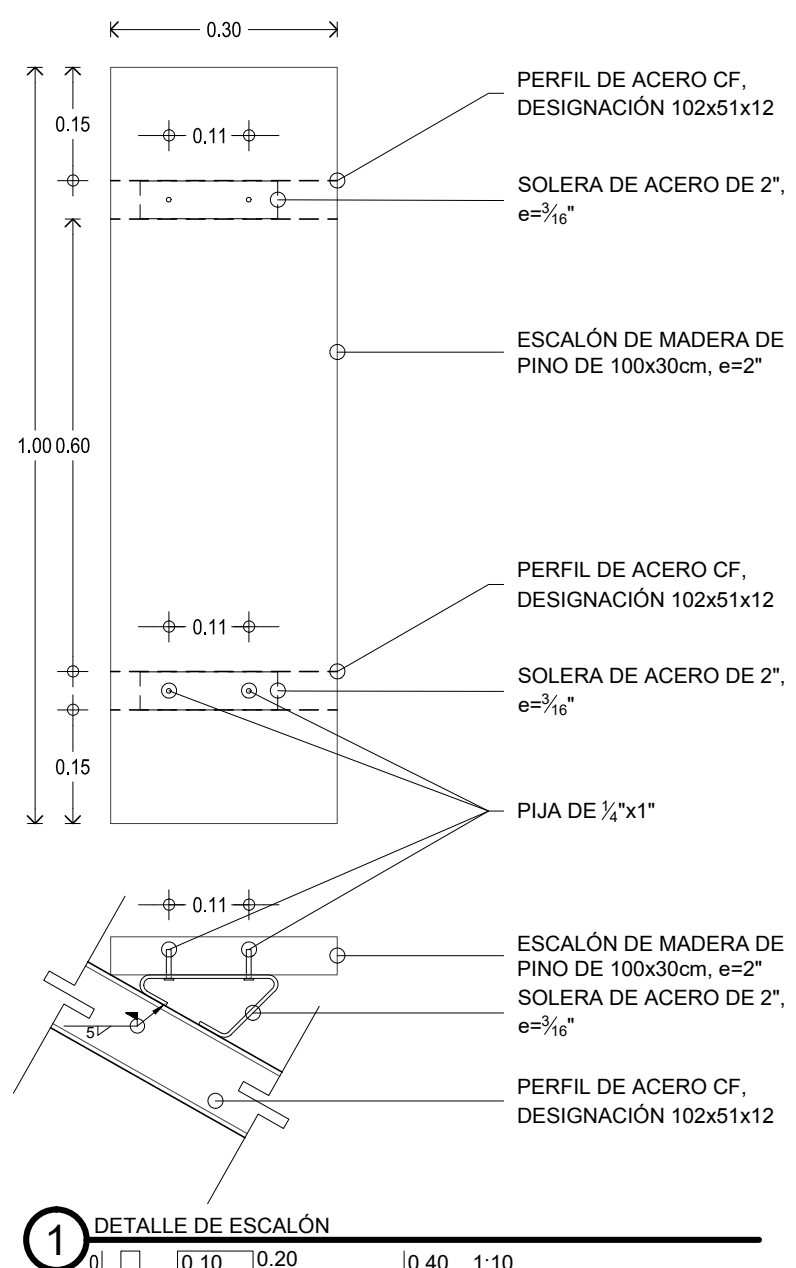 0.30
PERFIL DE ACERO CF,
DESIGNACIÓN 102x51x12
0.15
0.11
SOLERA DE ACERO DE 2",
e=3⁄16"
ESCALÓN DE MADERA DE
PINO DE 100x30cm, e=2"
1.00
0.60
PERFIL DE ACERO CF,
DESIGNACIÓN 102x51x12
0.11
SOLERA DE ACERO DE 2",
e=3⁄16"
0.15
PIJA DE 1⁄4"x1"
0.11
ESCALÓN DE MADERA DE
PINO DE 100x30cm, e=2"
SOLERA DE ACERO DE 2",
e=3⁄16"
5
PERFIL DE ACERO CF,
DESIGNACIÓN 102x51x12
1 DETALLE DE ESCALÓN
0 0.10 0.20 0.40 1:10